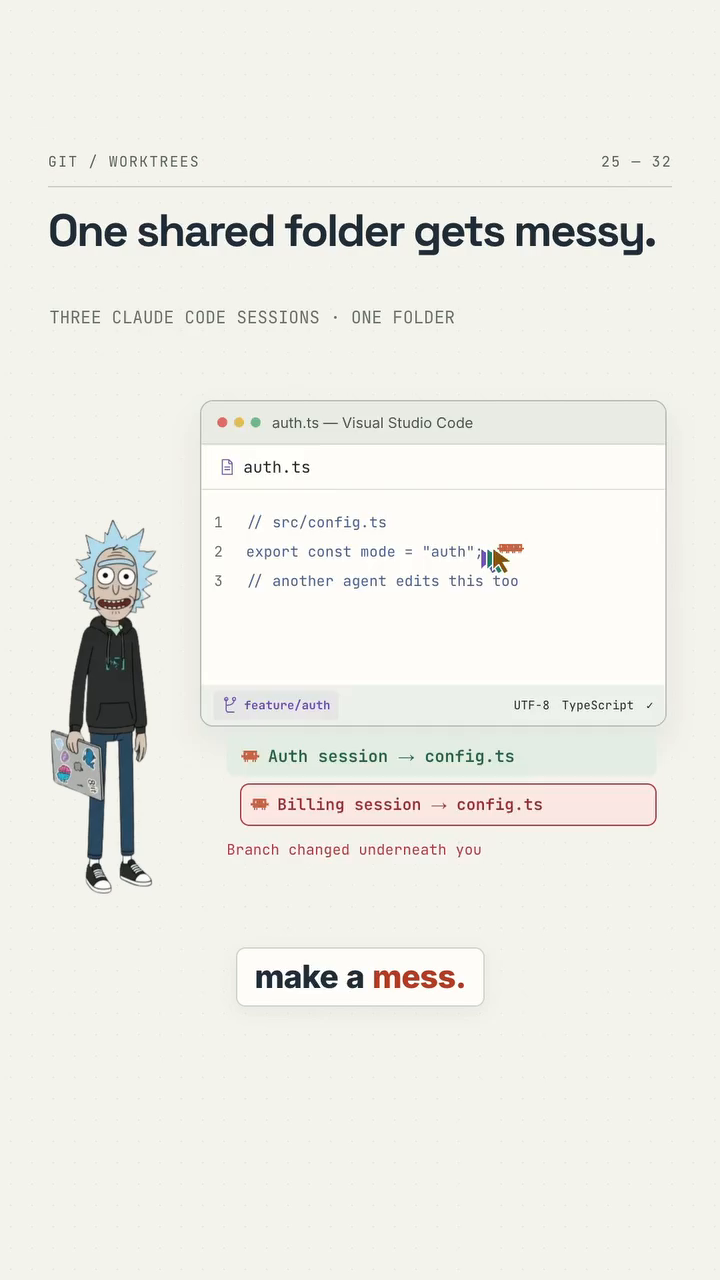 GIT / WORKTREES
25 — 32
One shared folder gets messy.
THREE CLAUDE CODE SESSIONS · ONE FOLDER
auth.ts — Visual Studio Code
auth.ts
1 // src/config.ts
2 export const mode = "auth";
3 // another agent edits this too
feature/auth
UTF-8 TypeScript ✓
Auth session → config.ts
Billing session → config.ts
Branch changed underneath you
make a mess.